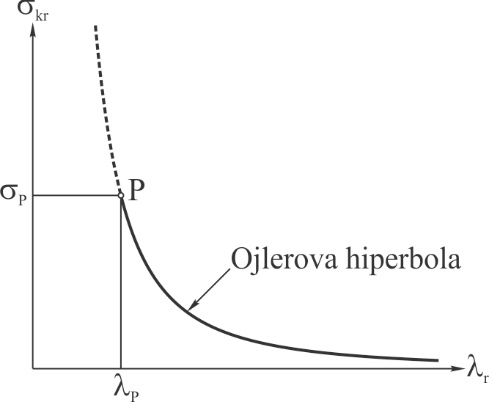 σkr
σP
P
Ojlerova hiperbola
λP
λr